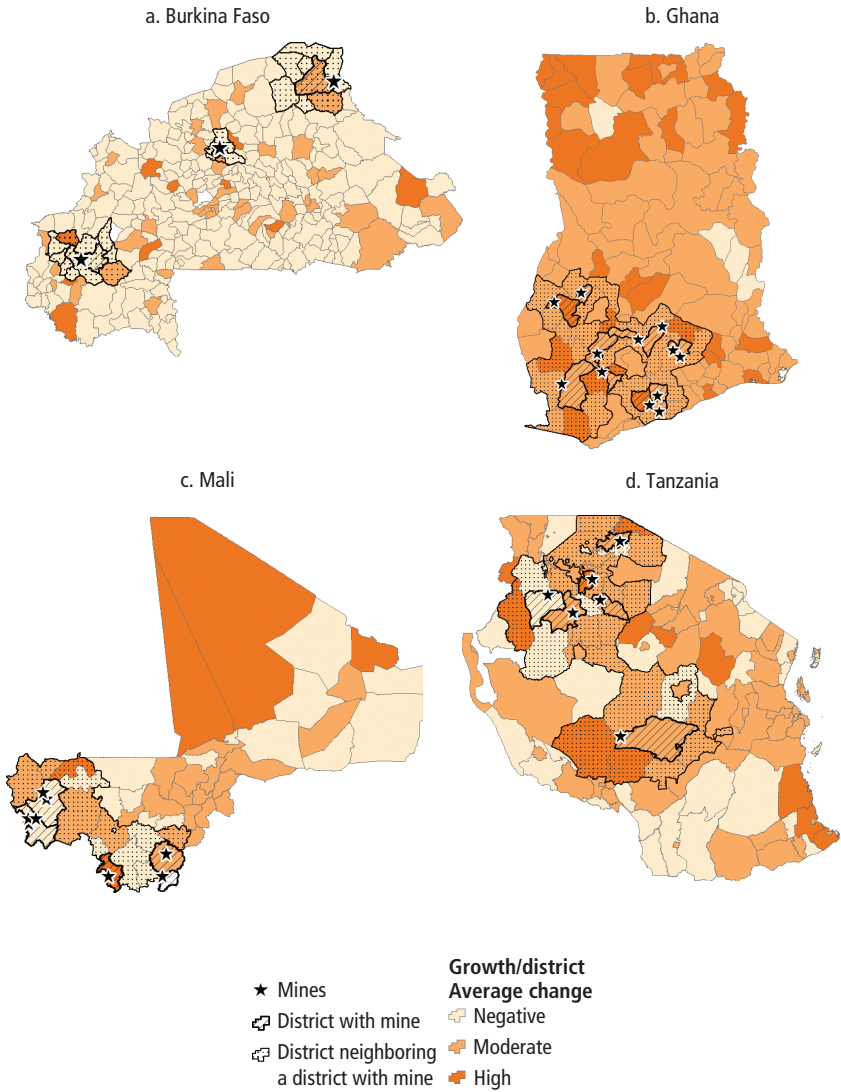 a. Burkina Faso
b. Ghana
c. Mali
d. Tanzania
Mines
District with mine
District neighboring
a district with mine
Growth/district
Average change
Negative
Moderate
High